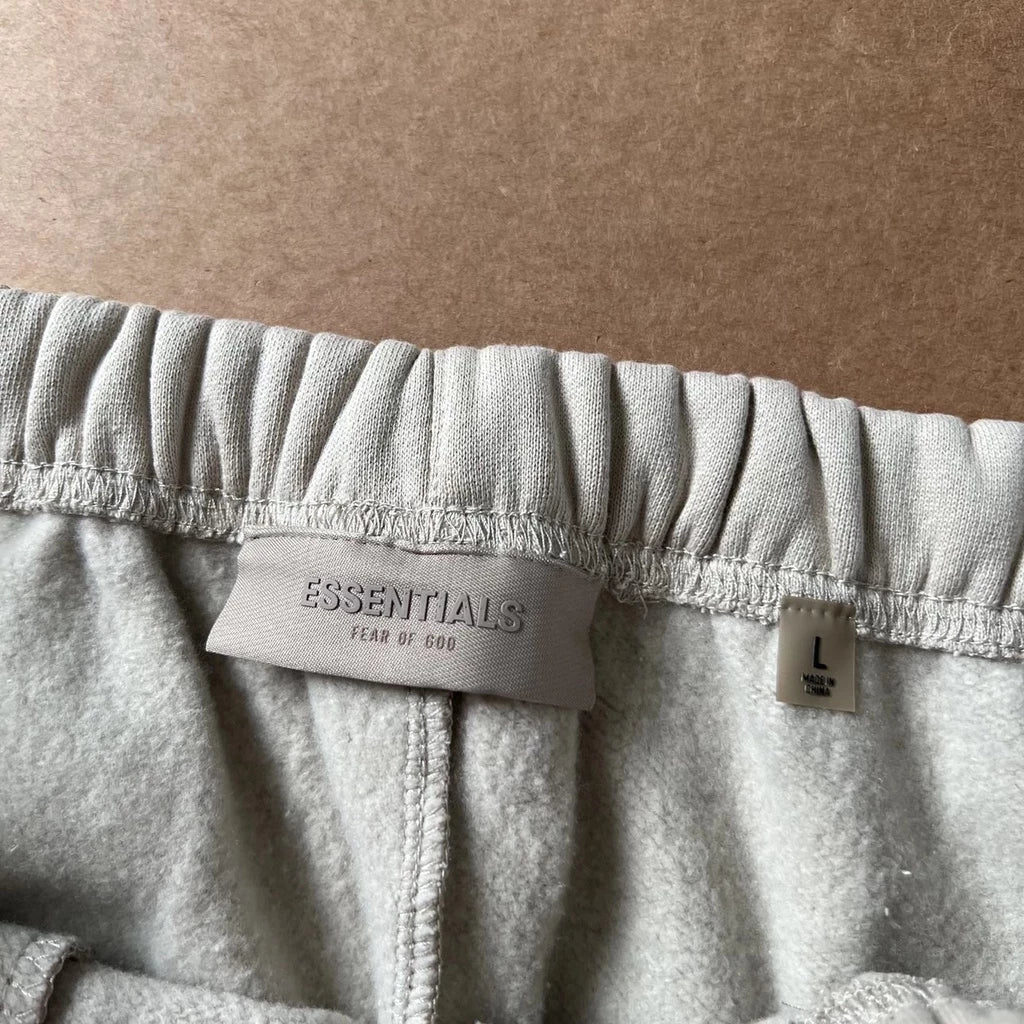 ESSENTIALS
FEAR OF GOD
L
MADE IN
CHINA